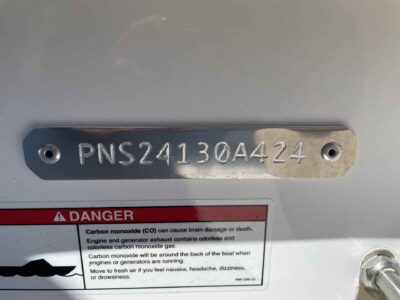 PNS24130A424
DANGER
Carbon monoxide (CO) can cause brain damage or death.
Engine and generator exhaust contains odorless and
colorless carbon monoxide gas.
Carbon monoxide will be around the back of the boat when
engines or generators are running.
Move to fresh air if you feel nausea, headache, dizziness,
or drowsiness.